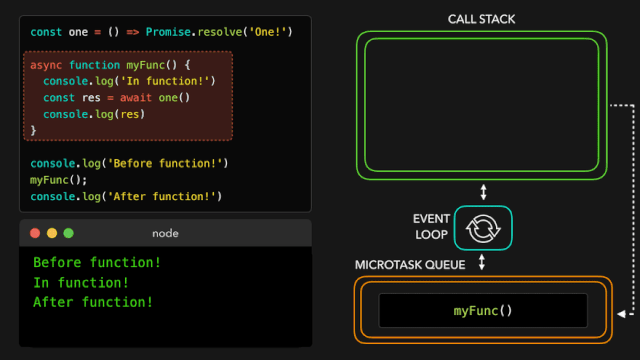 const one = () => Promise.resolve('One!')
async function myFunc() {
console.log('In function!')
const res = await one()
console.log(res)
}
console.log('Before function!')
myFunc();
console.log('After function!')
node
Before function!
In function!
After function!
CALL STACK
EVENT
LOOP
MICROTASK QUEUE
myFunc()